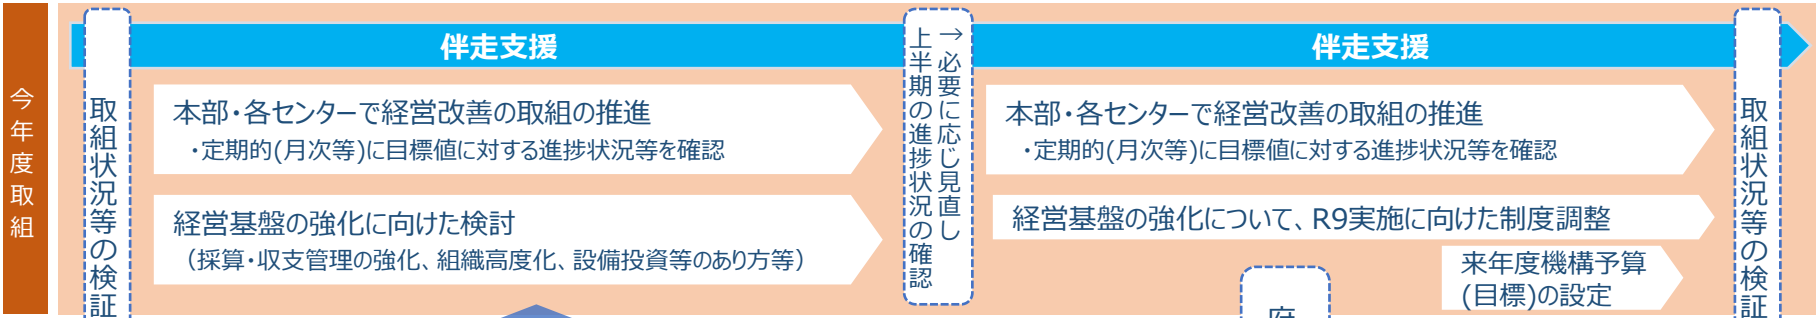 今年度取組
取組状況等の検証
伴走支援
本部・各センターで経営改善の取組の推進
・定期的(月次等)に目標値に対する進捗状況等を確認
経営基盤の強化に向けた検討
（採算・収支管理の強化、組織高度化、設備投資等のあり方等）
上半期の進捗状況の確認
→必要に応じ見直し
伴走支援
本部・各センターで経営改善の取組の推進
・定期的(月次等)に目標値に対する進捗状況等を確認
経営基盤の強化について、R9実施に向けた制度調整
来年度機構予算
(目標)の設定
取組状況等の検証